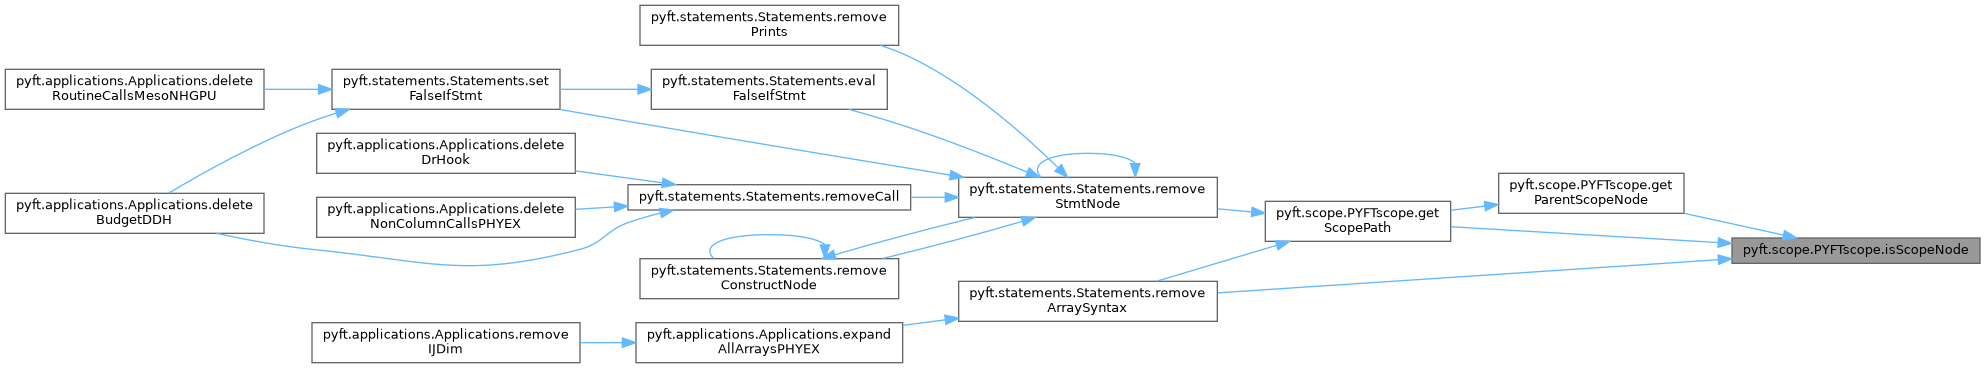 pyft.statements.Statements.remove
Prints
pyft.applications.Applications.delete
RoutineCallsMesoNHGPU
pyft.statements.Statements.set
FalseIfStmt
pyft.statements.Statements.eval
FalseIfStmt
pyft.applications.Applications.delete
DrHook
pyft.applications.Applications.delete
BudgetDDH
pyft.applications.Applications.delete
NonColumnCallsPHYEX
pyft.statements.Statements.removeCall
pyft.statements.Statements.remove
StmtNode
pyft.scope.PYFTscope.get
ScopePath
pyft.scope.PYFTscope.get
ParentScopeNode
pyft.scope.PYFTscope.isScopeNode
pyft.statements.Statements.remove
ConstructNode
pyft.statements.Statements.remove
ArraySyntax
pyft.applications.Applications.remove
IJDim
pyft.applications.Applications.expand
AllArraysPHYEX